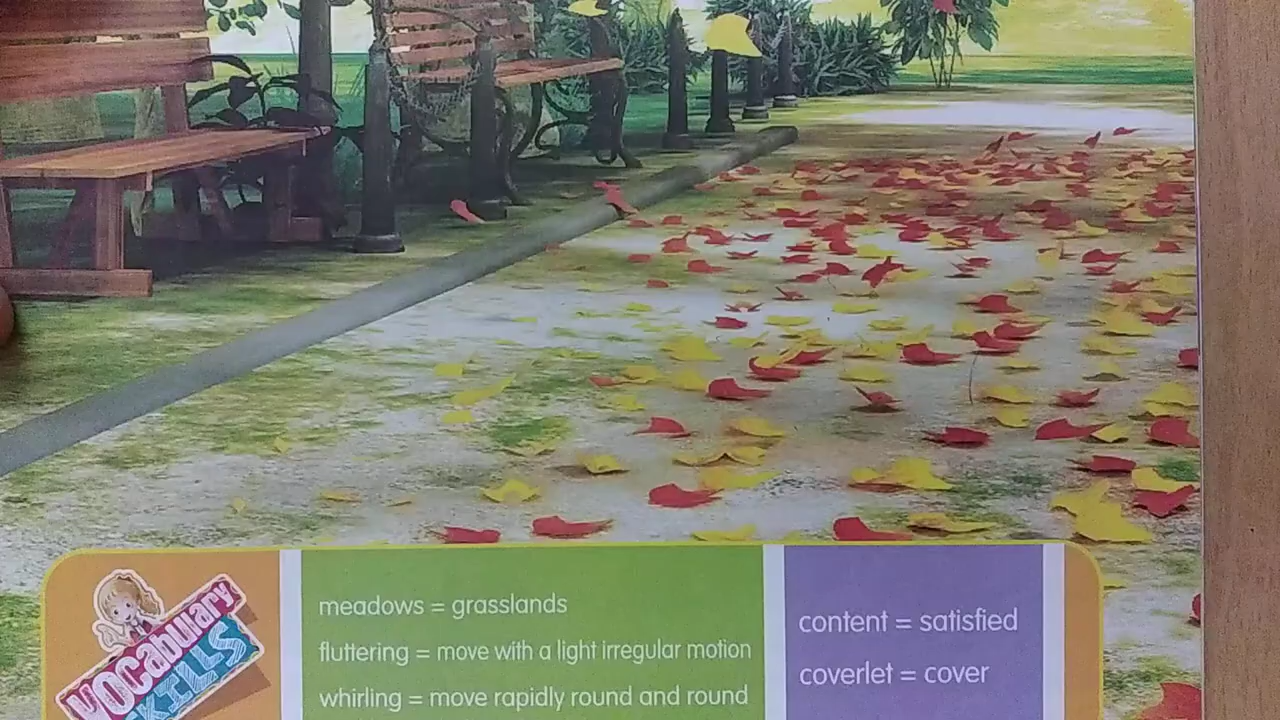 Vocabulary
SKILLS
meadows = grasslands
fluttering = move with a light irregular motion
whirling = move rapidly round and round
content = satisfied
coverlet = cover